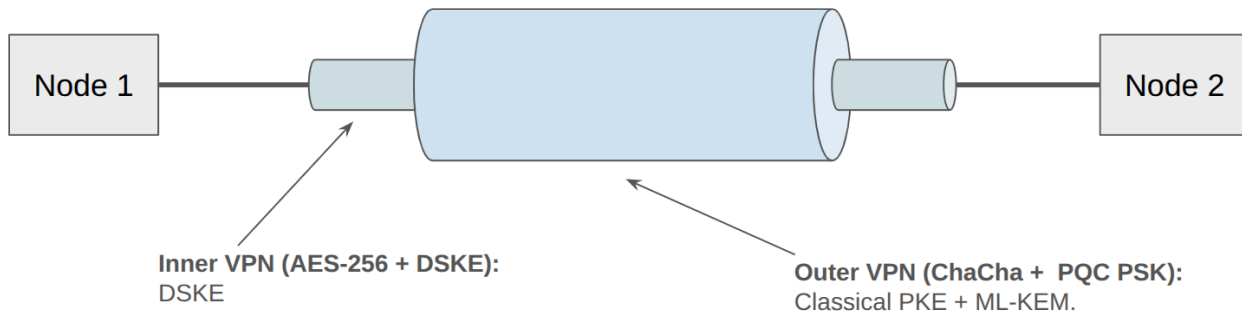 Node 1
Node 2
Inner VPN (AES-256 + DSKE):
DSKE
Outer VPN (ChaCha + PQC PSK):
Classical PKE + ML-KEM.